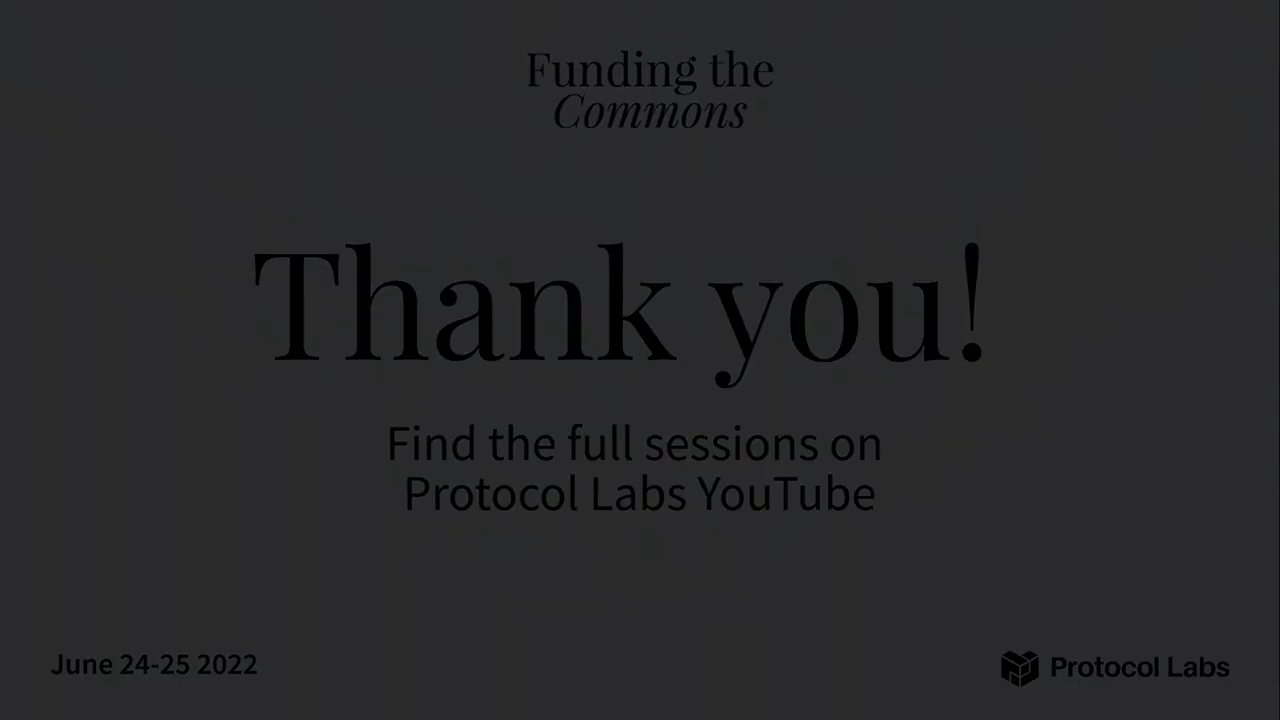 Funding the
Commons
Thank you!
Find the full sessions on
Protocol Labs YouTube
June 24-25 2022
Protocol Labs